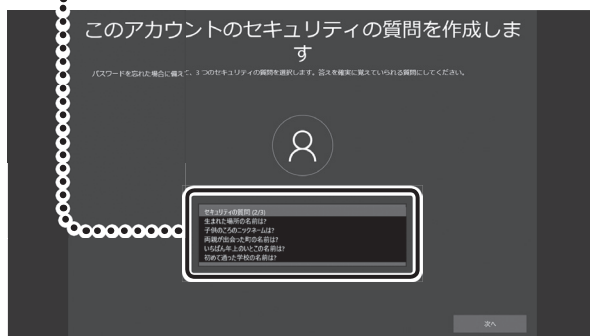 このアカウントのセキュリティの質問を作成しま
す
パスワードを忘れた場合に備えて、3 つのセキュリティの質問を選択します。答えを確実に覚えていられる質問にしてください。
セキュリティの質問 (2/3)
生まれた場所の名前は?
子供のころのニックネームは?
両親が出会った町の名前は?
いちばん年上のいとこの名前は?
初めて通った学校の名前は?
次へ